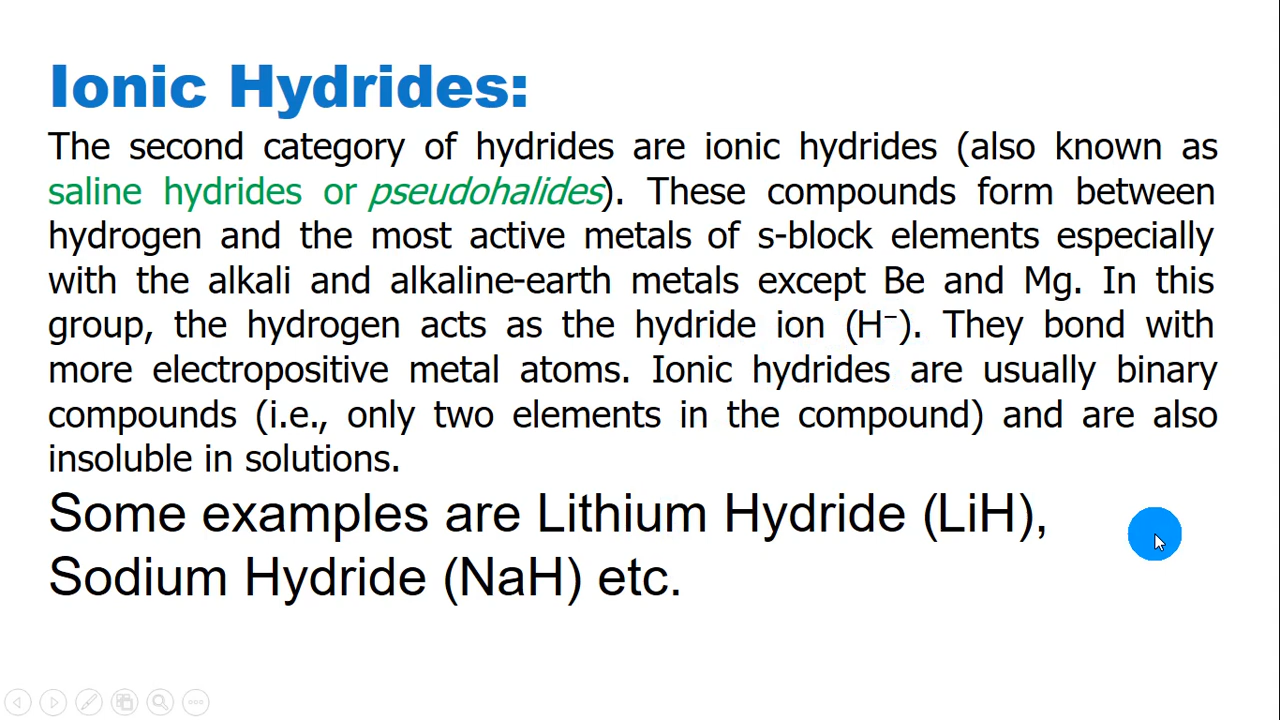 Ionic Hydrides:
The second category of hydrides are ionic hydrides (also known as
saline hydrides or pseudohalides). These compounds form between
hydrogen and the most active metals of s-block elements especially
with the alkali and alkaline-earth metals except Be and Mg. In this
group, the hydrogen acts as the hydride ion (H⁻). They bond with
more electropositive metal atoms. Ionic hydrides are usually binary
compounds (i.e., only two elements in the compound) and are also
insoluble in solutions.
Some examples are Lithium Hydride (LiH),
Sodium Hydride (NaH) etc.